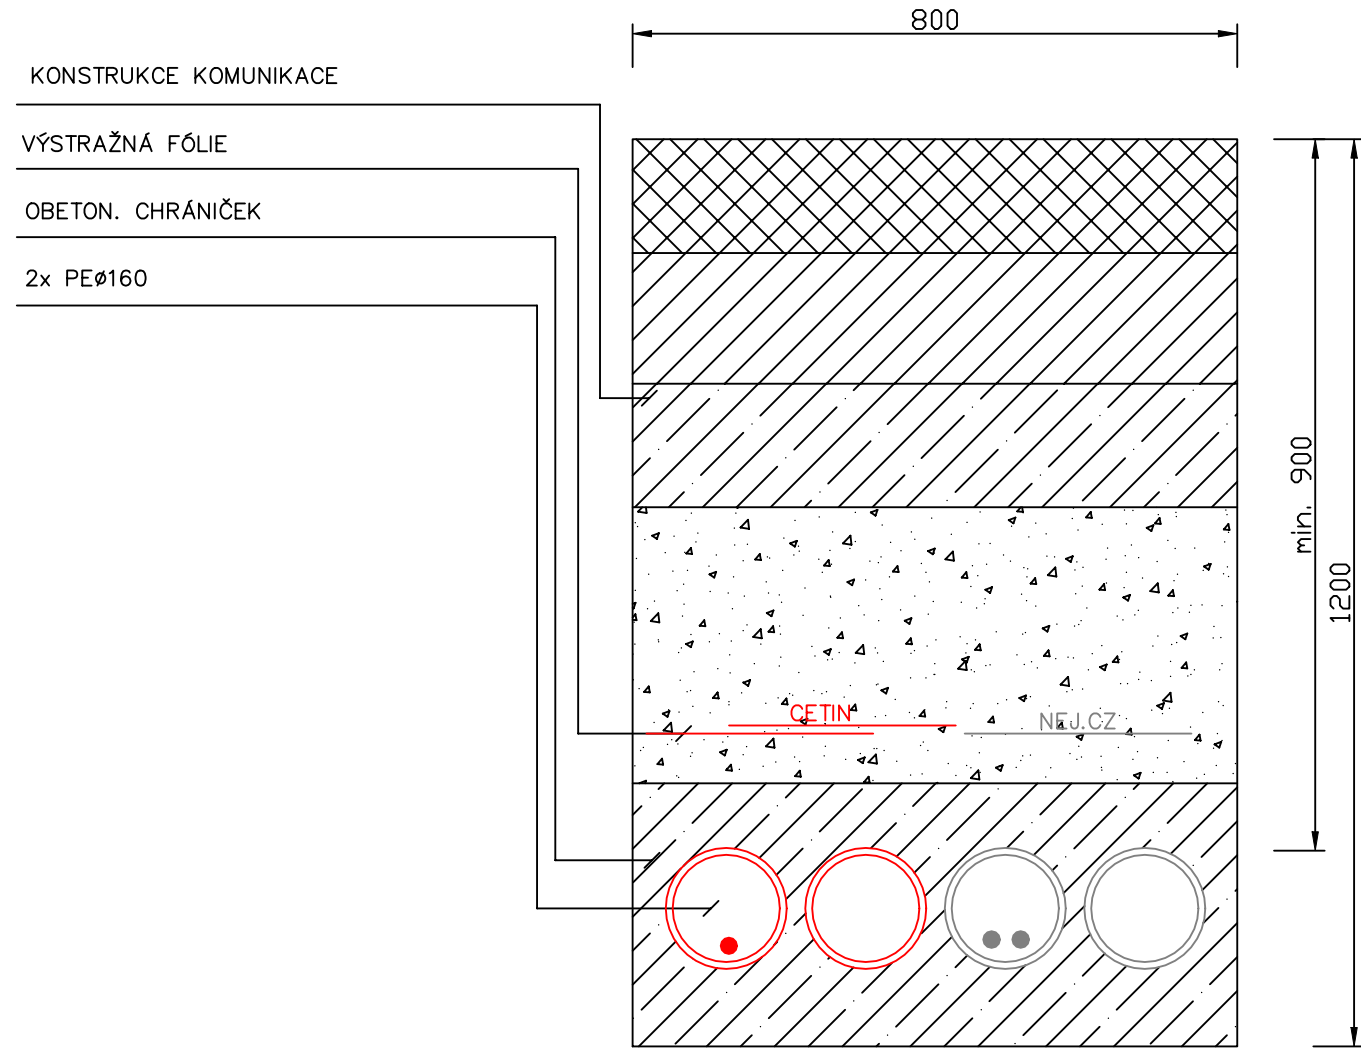 800
KONSTRUKCE KOMUNIKACE
VÝSTRAŽNÁ FÓLIE
OBETON. CHRÁNIČEK
2x PEø160
min. 900
1200
CETIN
NEJ.CZ